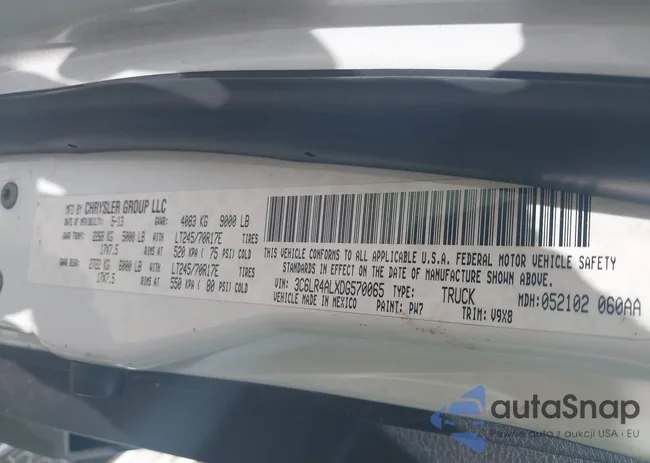 MFD BY CHRYSLER GROUP LLC
DATE OF MFR(BULT): 5-13 GVWR: 4083 KG 9000 LB
GAWR FRONT: 2268 KG 5000 LB LT245/70R17E TIRES
17X7.5 RIMS AT 520 KPA ( 75 PSI) COLD
GAWR REAR: 2722 KG 6000 LB LT245/70R17E TIRES
17X7.5 RIMS AT 550 KPA ( 80 PSI) COLD
THIS VEHICLE CONFORMS TO ALL APPLICABLE U.S.A. FEDERAL MOTOR VEHICLE SAFETY
STANDARDS IN EFFECT ON THE DATE OF MANUFACTURE SHOWN ABOVE.
VIN: 3C6LR4ALXDG570065 TYPE: TRUCK MDH:052102 060AA
VEHICLE MADE IN MEXICO PAINT: PW7 TRIM: V9X8
autaSnap
Pewne auta z aukcji USA i EU